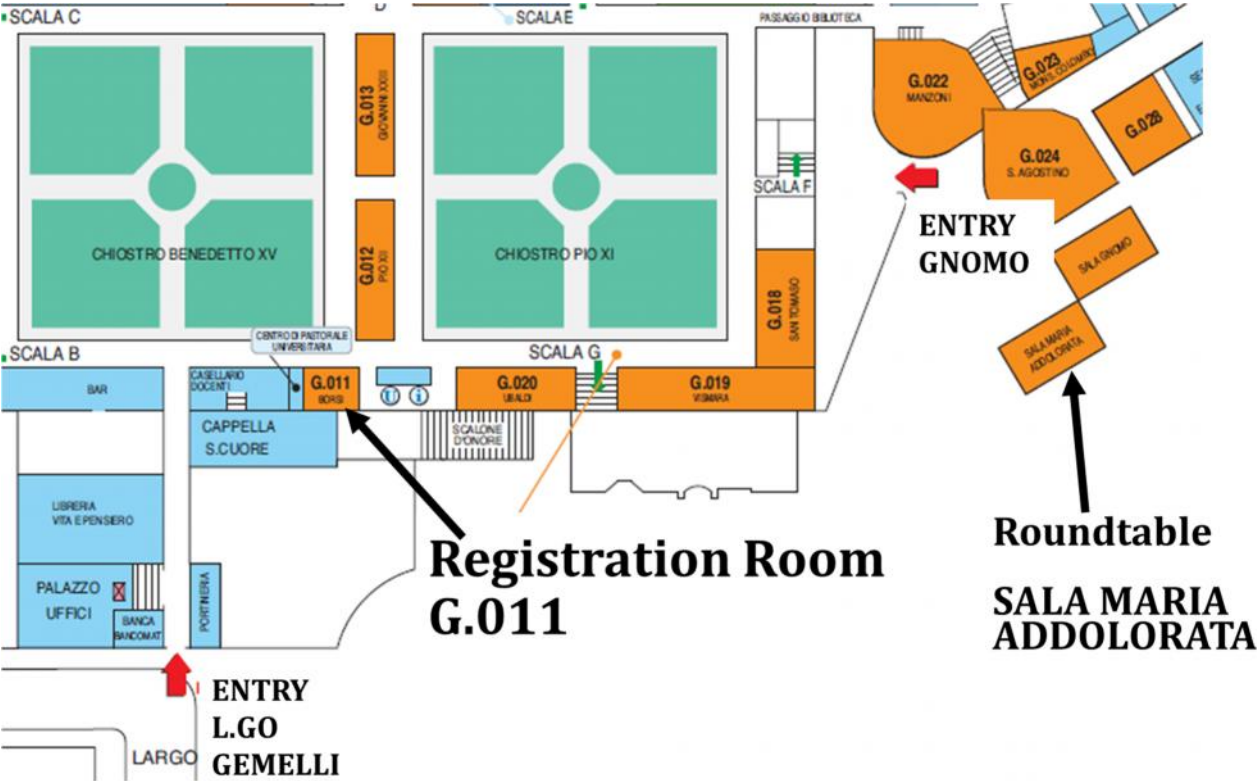 SCALA C
D
SCALA E
PASSAGGIO BIBLIOTECA
G.013
GIOVANNI XXIII
G.022
MANZONI
G.023
MONS. COLOMBO
G.028
G.024
S. AGOSTINO
SCALA F
ENTRY
GNOMO
CHIOSTRO BENEDETTO XV
G.012
PIO XII
CHIOSTRO PIO XI
G.018
SAN TOMASO
SALA GNOMO
SALA MARIA
ADDOLORATA
CENTRO DI PASTORALE
UNIVERSITARIA
SCALA B
SCALA G
BAR
CASELLARIO
DOCENTI
G.011
BORSI
U i
G.020
UBALDI
G.019
VISMARA
CAPPELLA
S.CUORE
SCALONE
D'ONORE
LIBRERIA
VITA E PENSIERO
Registration Room
G.011
Roundtable
SALA MARIA
ADDOLORATA
PALAZZO
UFFICI
BANCA
BANCOMAT
PORTINERIA
ENTRY
L.GO
GEMELLI
LARGO